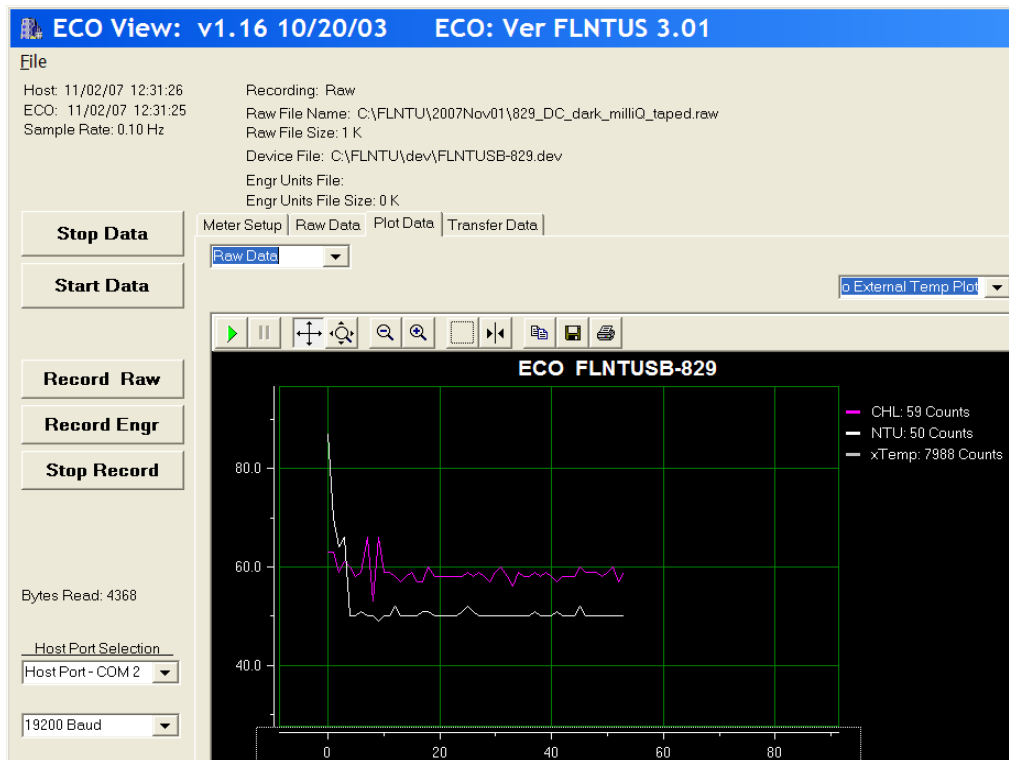 ECO View: v1.16 10/20/03 ECO: Ver FLNTUS 3.01
File
Host: 11/02/07 12:31:26
ECO: 11/02/07 12:31:25
Sample Rate: 0.10 Hz
Recording: Raw
Raw File Name: C:\FLNTU\2007Nov01\829_DC_dark_milliQ_taped.raw
Raw File Size: 1 K
Device File: C:\FLNTU\dev\FLNTUSB-829.dev
Engr Units File:
Engr Units File Size: 0 K
Stop Data
Start Data
Record Raw
Record Engr
Stop Record
Bytes Read: 4368
Host Port Selection
Host Port - COM 2
19200 Baud
Meter Setup Raw Data Plot Data Transfer Data
Raw Data
o External Temp Plot
ECO FLNTUSB-829
CHL: 59 Counts
NTU: 50 Counts
xTemp: 7988 Counts
80.0
60.0
40.0
0 20 40 60 80